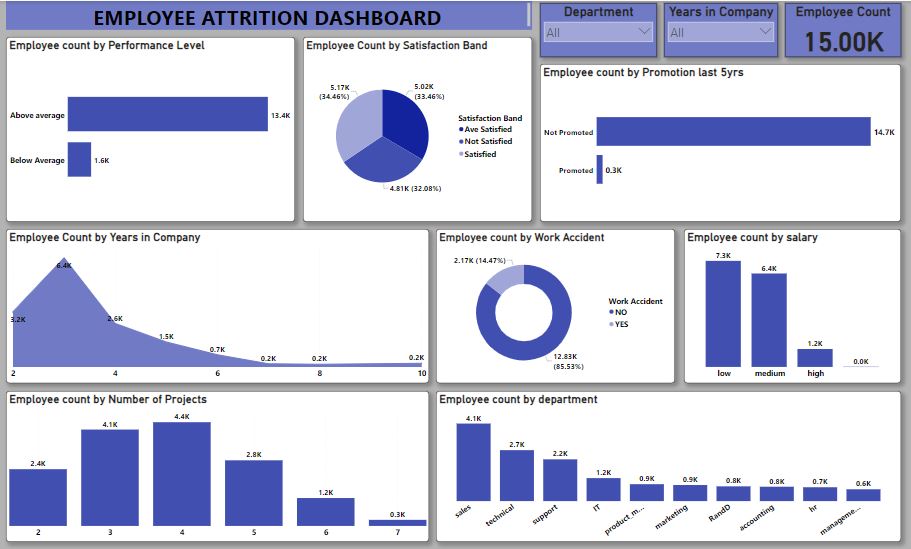 EMPLOYEE ATTRITION DASHBOARD
Department
All
Years in Company
All
Employee Count
15.00K
Employee count by Performance Level
Above average
13.4K
Below Average
1.6K
Employee Count by Satisfaction Band
5.17K
(34.46%)
5.02K
(33.46%)
4.81K (32.08%)
Satisfaction Band
Ave Satisfied
Not Satisfied
Satisfied
Employee count by Promotion last 5yrs
Not Promoted
14.7K
Promoted
0.3K
Employee Count by Years in Company
3.2K
6.4K
2.6K
1.5K
0.7K
0.2K
0.2K
0.2K
2 4 6 8 10
Employee count by Work Accident
2.17K (14.47%)
12.83K
(85.53%)
Work Accident
NO
YES
Employee count by salary
7.3K
6.4K
1.2K
0.0K
low medium high
Employee count by Number of Projects
2.4K
4.1K
4.4K
2.8K
1.2K
0.3K
2 3 4 5 6 7
Employee count by department
4.1K
2.7K
2.2K
1.2K
0.9K
0.9K
0.8K
0.8K
0.7K
0.6K
sales
technical
support
IT
product_m...
marketing
RandD
accounting
hr
manageme...